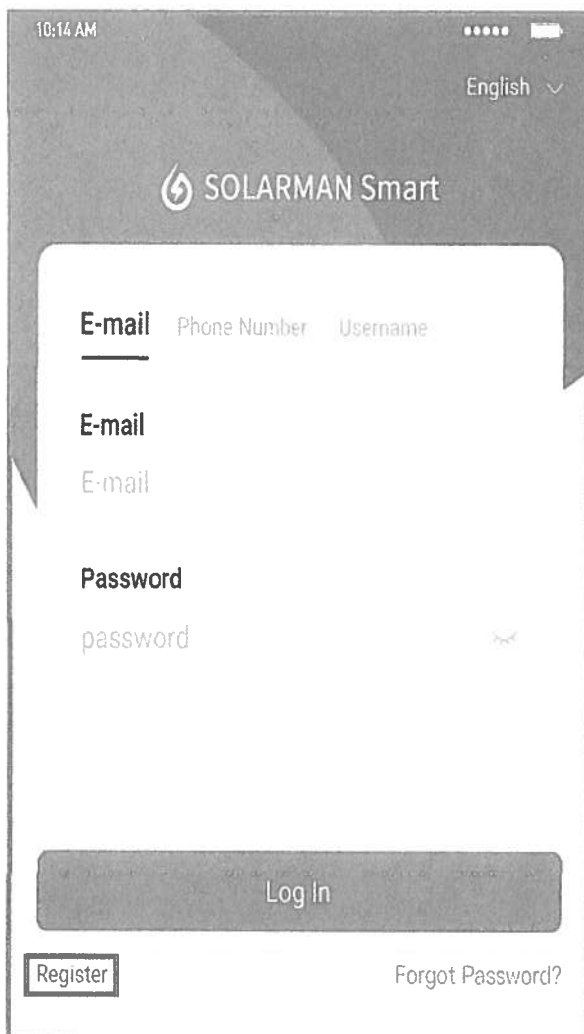 10:14 AM
English
SOLARMAN Smart
E-mail Phone Number Username
E-mail
E-mail
Password
password
Log In
Register Forgot Password?